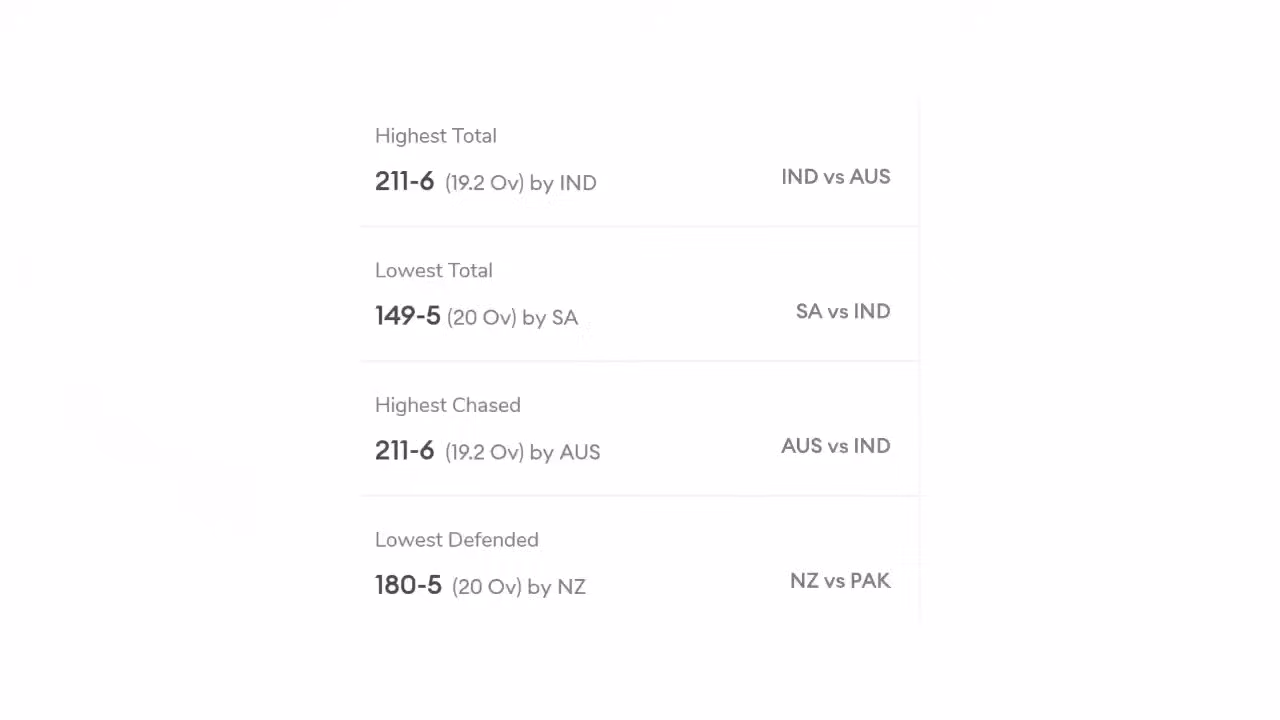 Highest Total
211-6 (19.2 Ov) by IND
IND vs AUS
Lowest Total
149-5 (20 Ov) by SA
SA vs IND
Highest Chased
211-6 (19.2 Ov) by AUS
AUS vs IND
Lowest Defended
180-5 (20 Ov) by NZ
NZ vs PAK